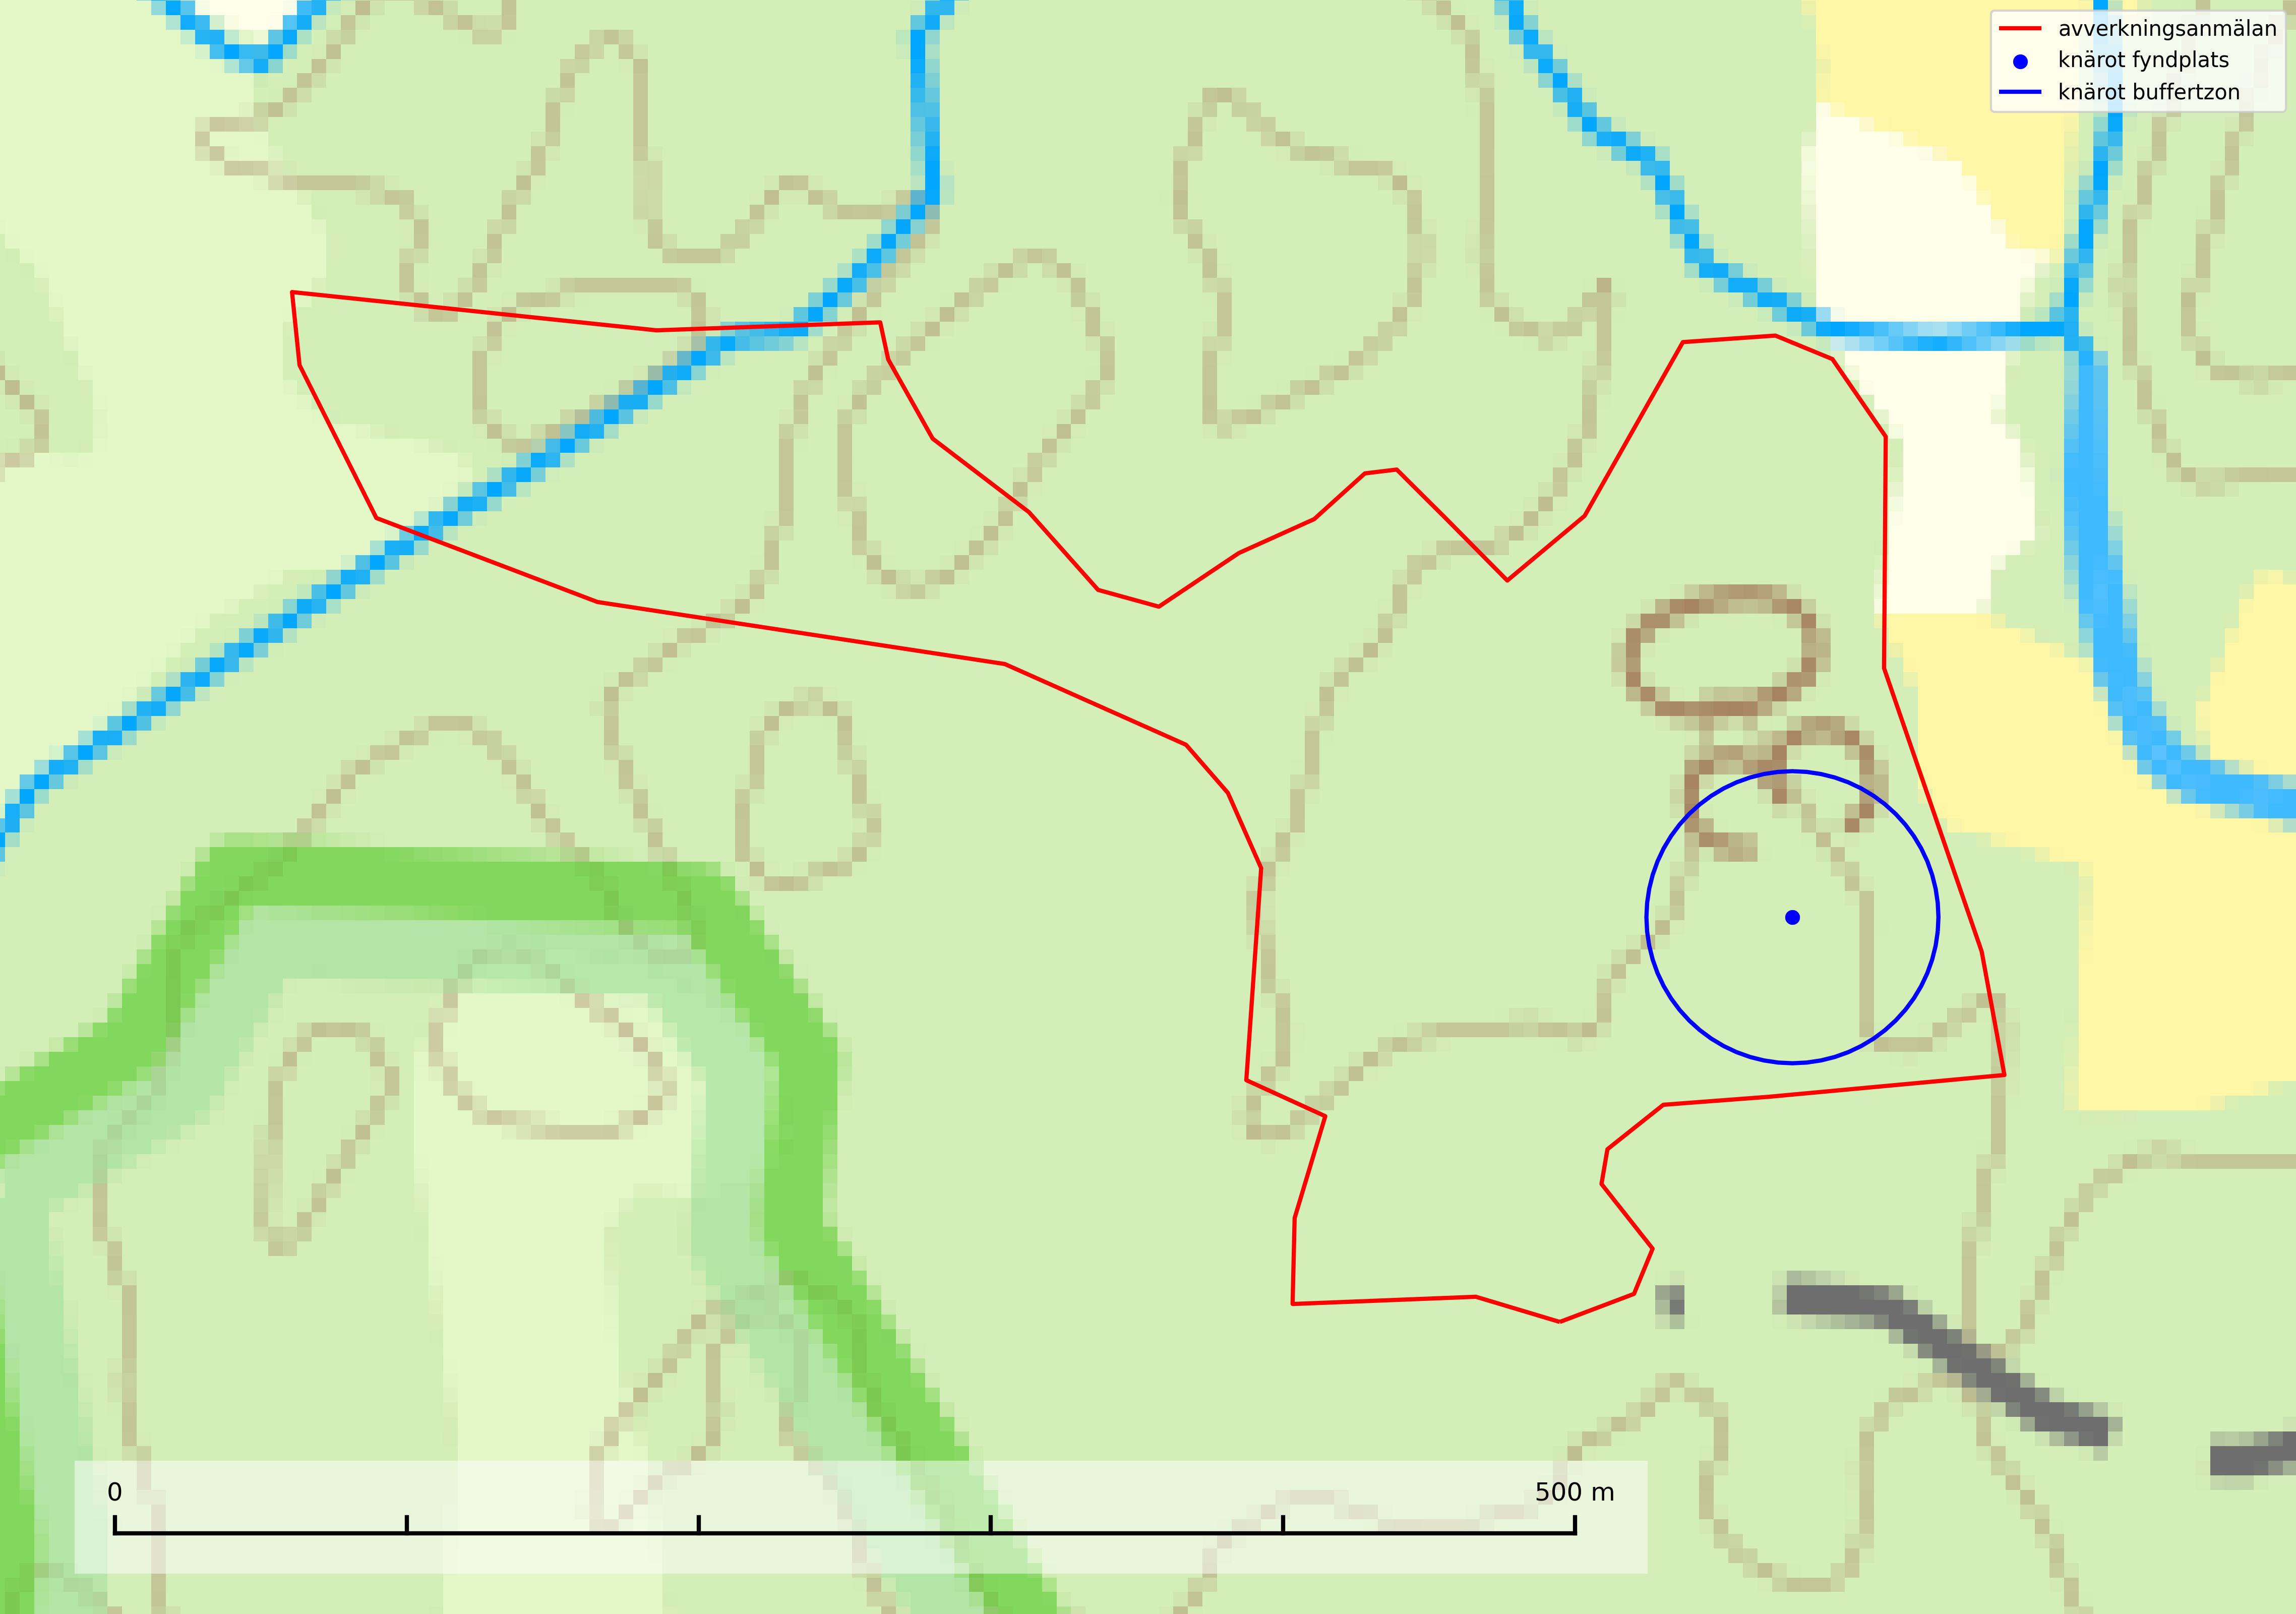 avverkningsanmälan
knärot fyndplats
knärot buffertzon
0 500 m